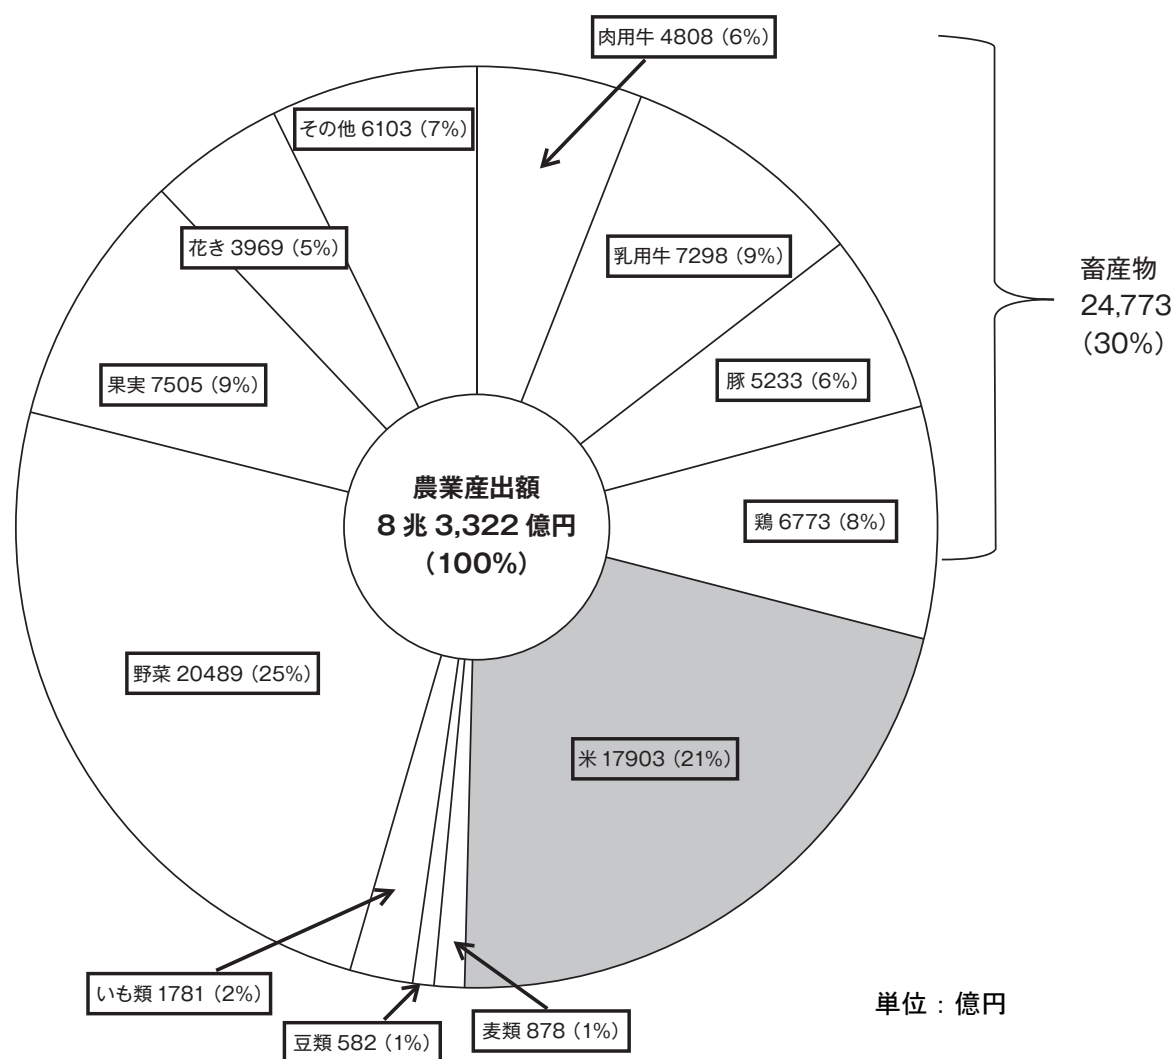 肉用牛 4808（6%）
その他 6103（7%）
花き 3969（5%）
乳用牛 7298（9%）
畜産物
24,773
（30%）
果実 7505（9%）
豚 5233（6%）
農業産出額
8 兆 3,322 億円
（100%）
鶏 6773（8%）
野菜 20489（25%）
米 17903（21%）
いも類 1781（2%）
豆類 582（1%）
麦類 878（1%）
単位：億円